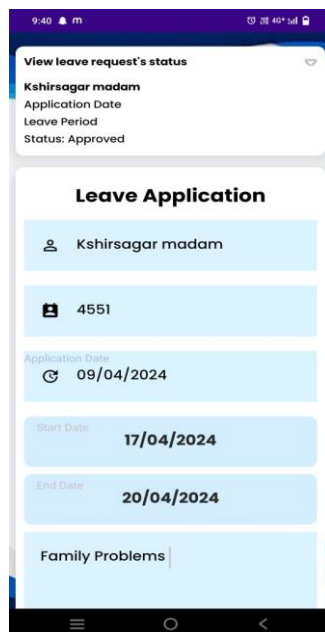 9:40
4G+
View leave request's status
Kshirsagar madam
Application Date
Leave Period
Status: Approved
Leave Application
Kshirsagar madam
4551
Application Date
09/04/2024
Start Date
17/04/2024
End Date
20/04/2024
Family Problems